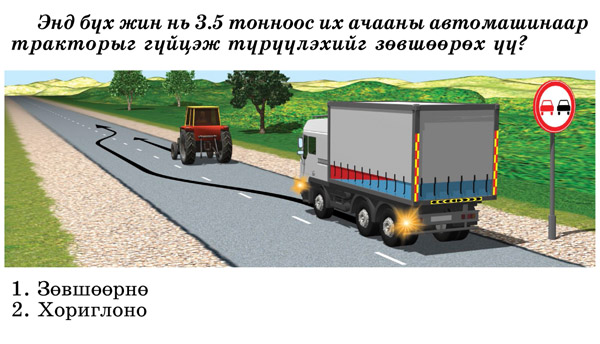 Энд бүх жин нь 3.5 тонноос их ачааны автомашинаар
тракторыг гүйцэж түрүүлэхийг зөвшөөрөх үү?
1. Зөвшөөрнө
2. Хориглоно